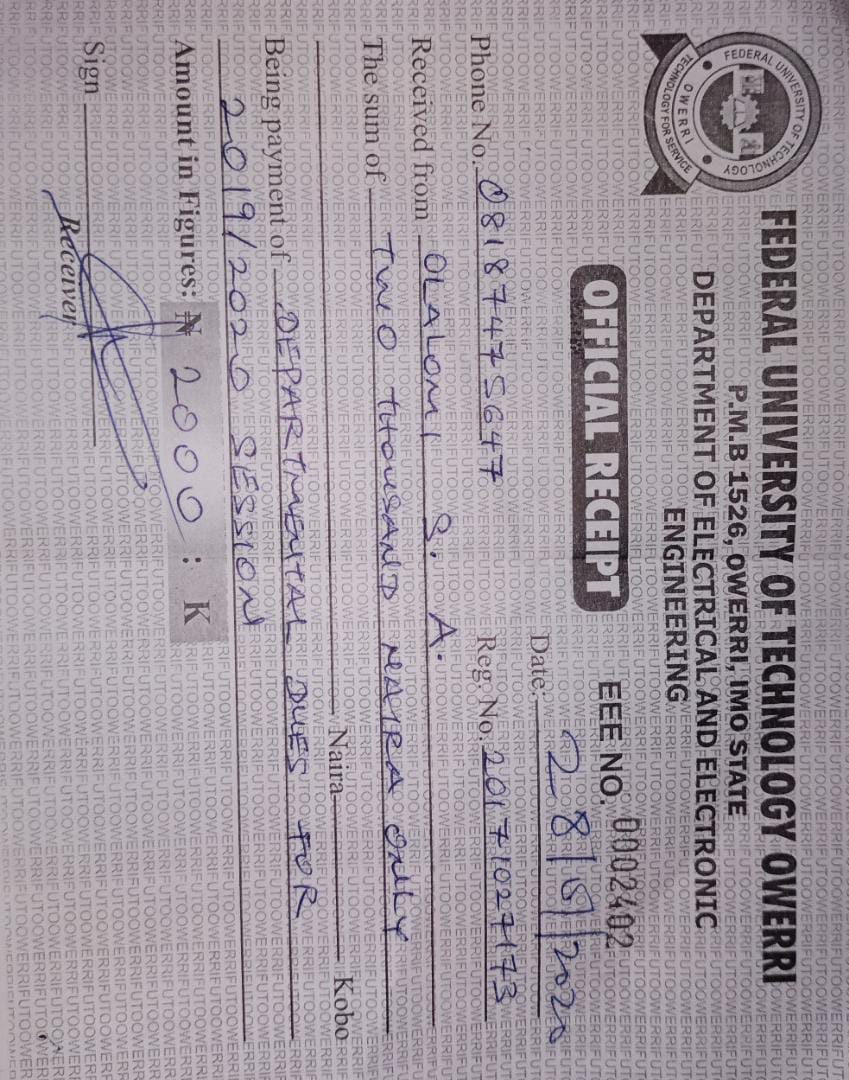 FEDERAL UNIVERSITY OF TECHNOLOGY OWERRI
P.M.B 1526, OWERRI, IMO STATE
DEPARTMENT OF ELECTRICAL AND ELECTRONIC
ENGINEERING
FEDERAL UNIVERSITY OF TECHNOLOGY
OWERRI
TECHNOLOGY FOR SERVICE
OFFICIAL RECEIPT EEE NO. 0002402
Date: 28/ /2020
Phone No. 08187475647 Reg. No. 20171027173
Received from OLALOMI S. A.
The sum of TWO THOUSAND NAIRA ONLY
Naira Kobo
Being payment of DEPARTMENTAL DUES FOR
2019/2020 SESSION
Amount in Figures: ₦ 2000 : K
Sign
Receiver